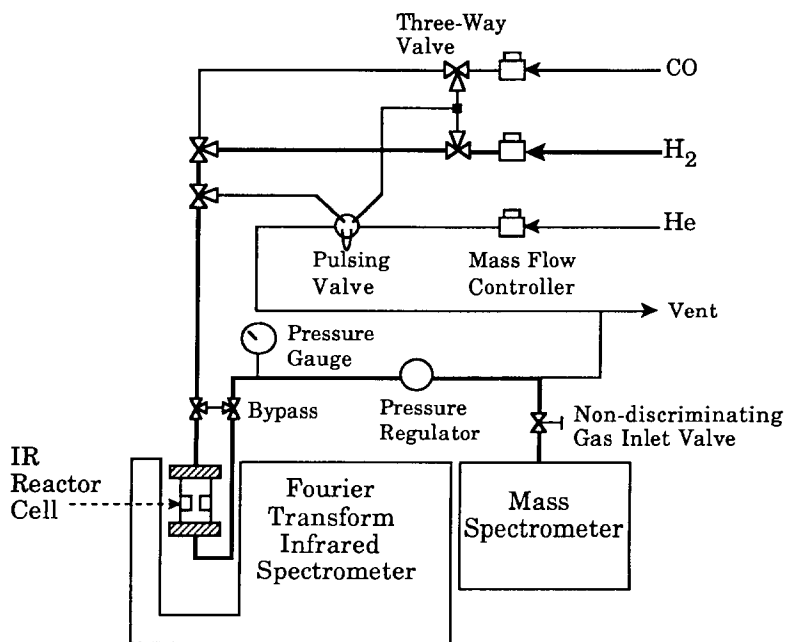 Three-Way
Valve
CO
H2
He
Pulsing
Valve
Mass Flow
Controller
Vent
Pressure
Gauge
Bypass
Pressure
Regulator
Non-discriminating
Gas Inlet Valve
IR
Reactor
Cell
Fourier
Transform
Infrared
Spectrometer
Mass
Spectrometer